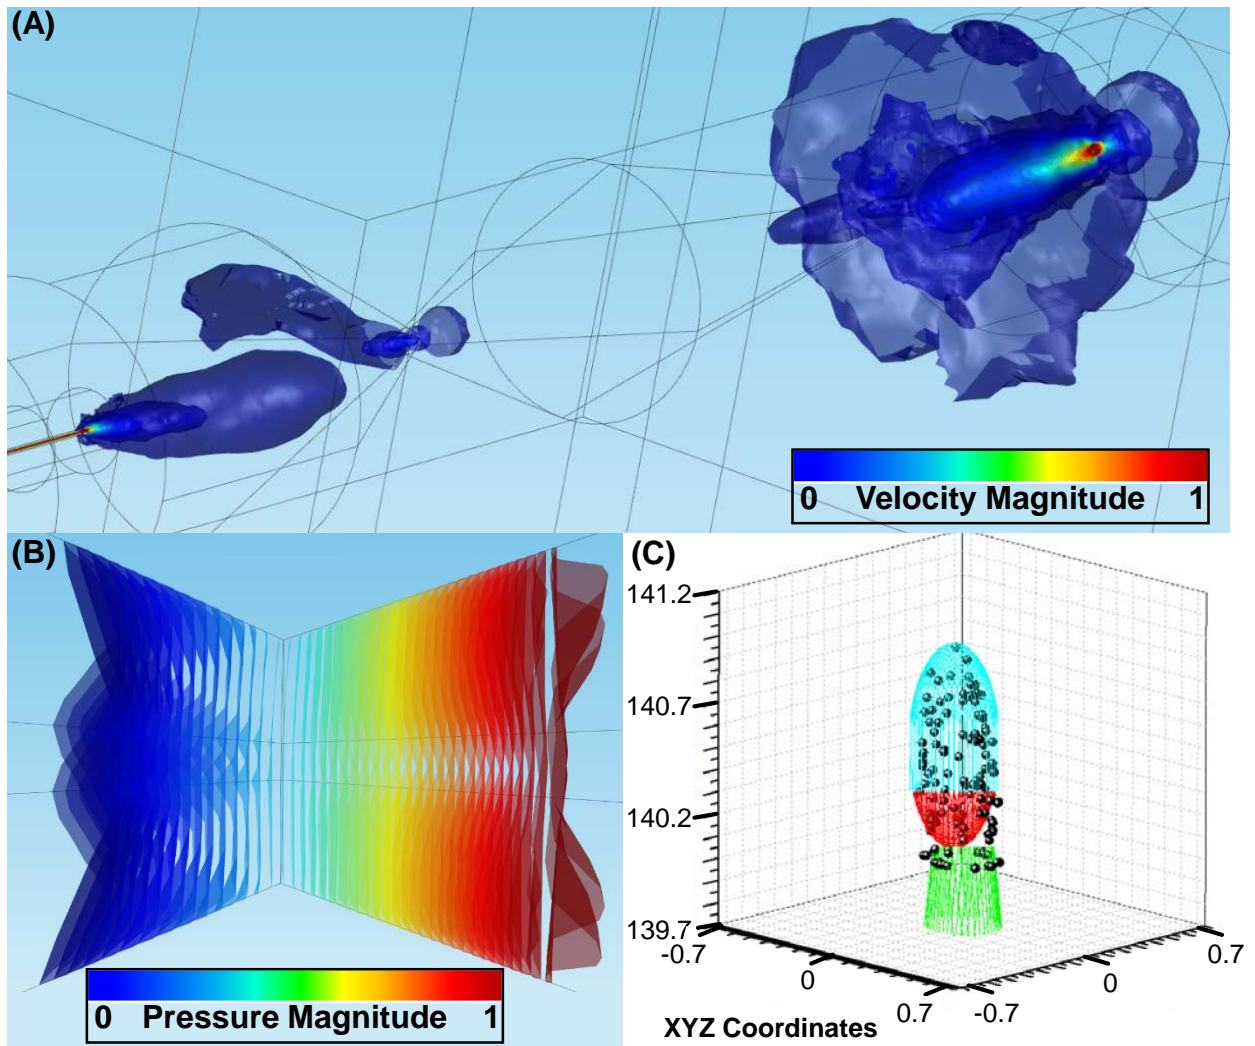 (A)
0 Velocity Magnitude 1
(B)
0 Pressure Magnitude 1
(C)
141.2
140.7
140.2
139.7
-0.7
0
0.7
-0.7
0
0.7
XYZ Coordinates